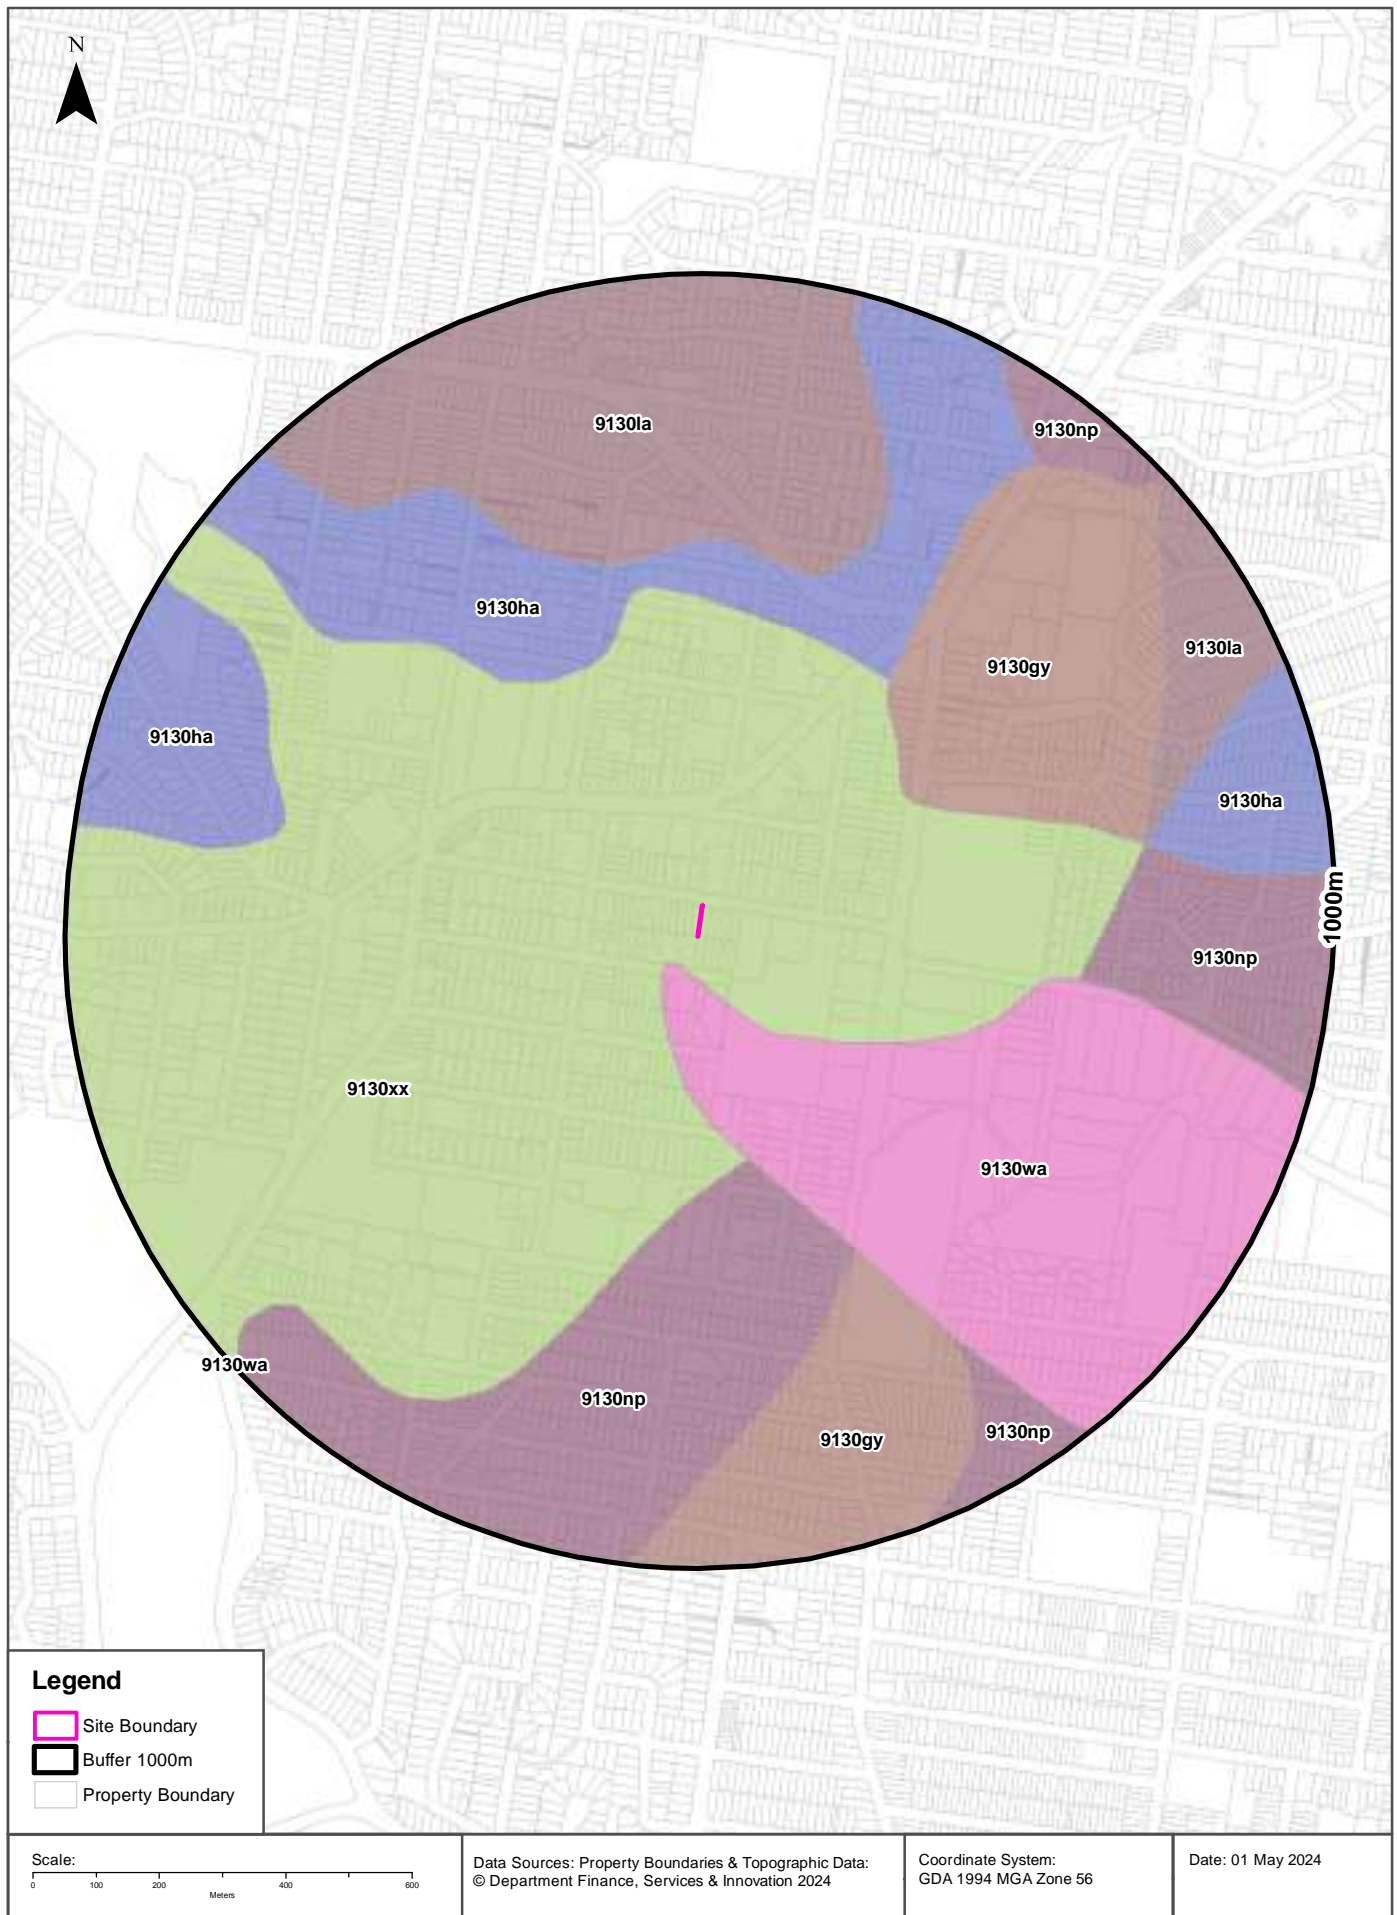 N
9130la
9130np
9130ha
9130la
9130gy
9130ha
9130ha
1000m
9130np
9130xx
9130wa
9130wa
9130np
9130gy
9130np
Legend
Site Boundary
Buffer 1000m
Property Boundary
Scale:
0 100 200 400 600
Meters
Data Sources: Property Boundaries & Topographic Data:
© Department Finance, Services & Innovation 2024
Coordinate System:
GDA 1994 MGA Zone 56
Date: 01 May 2024